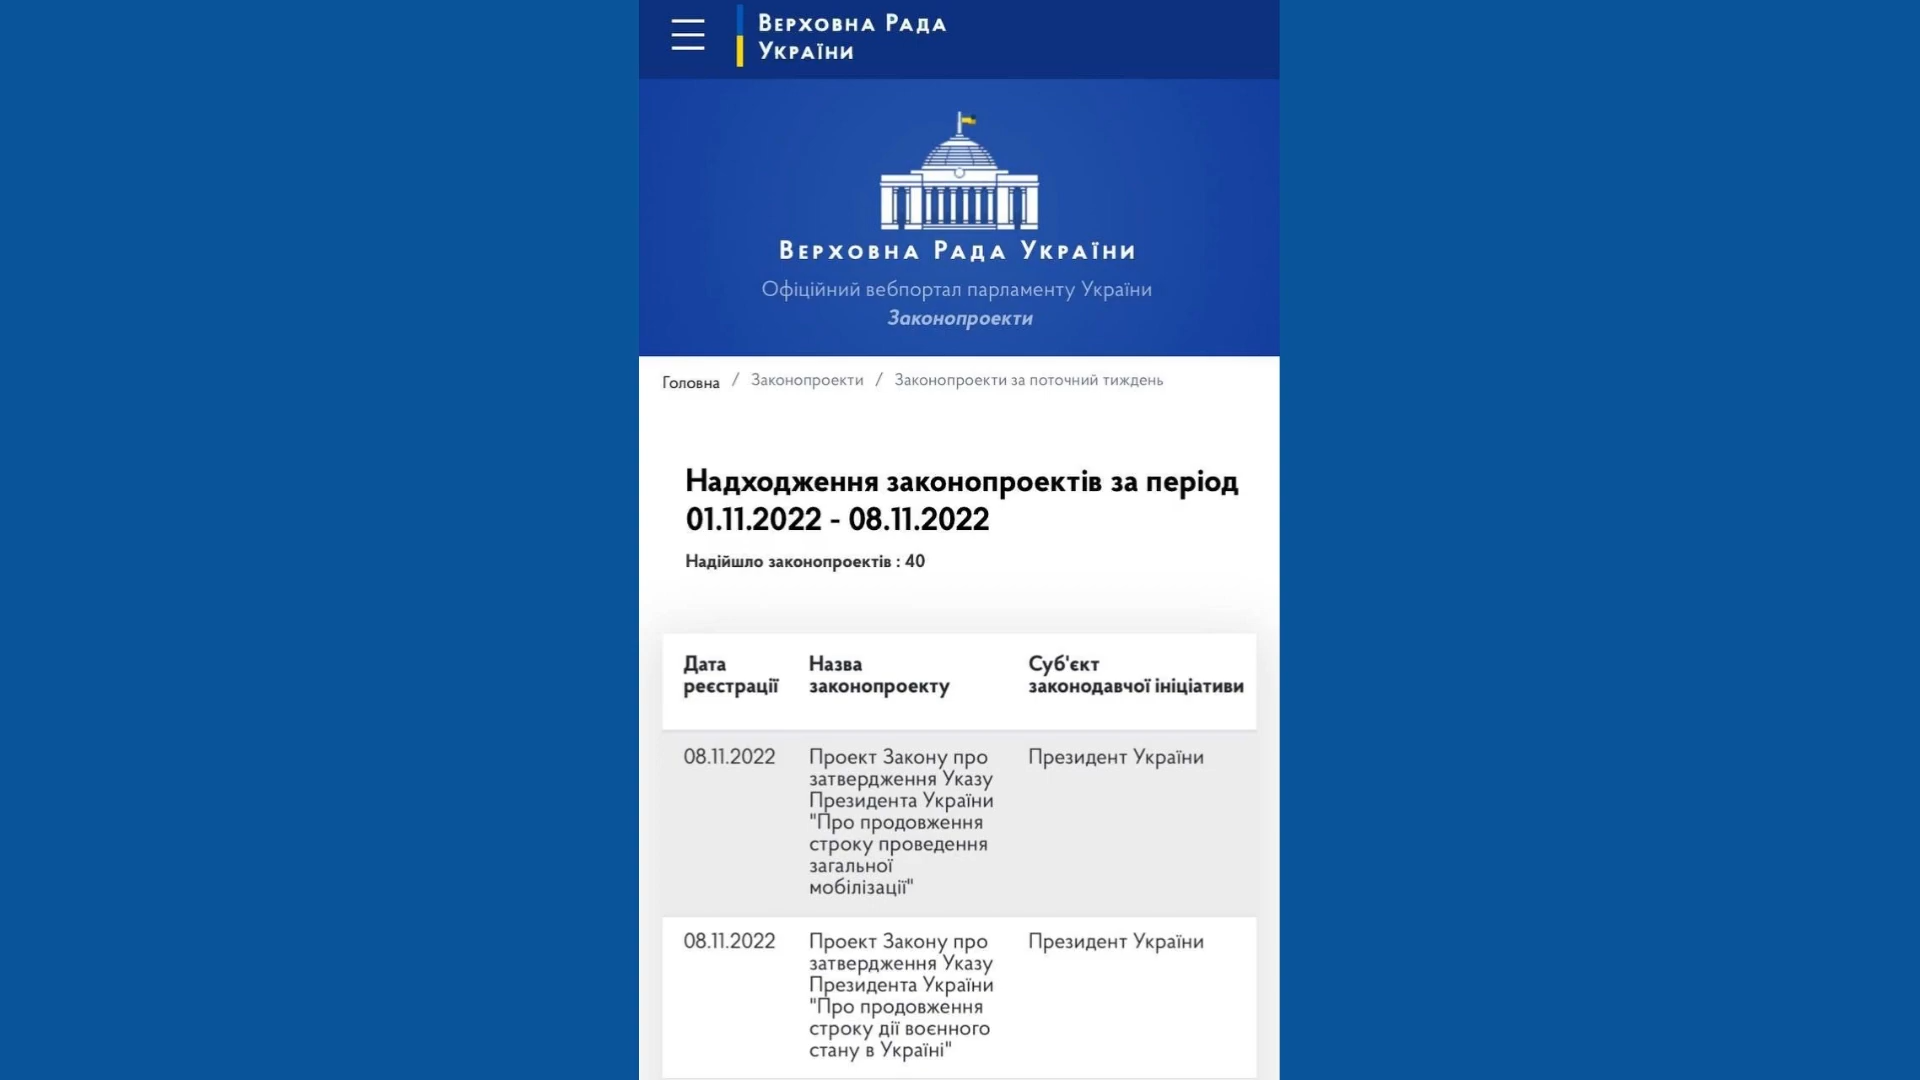 Верховна Рада
України
Верховна Рада України
Офіційний вебпортал парламенту України
Законопроекти
Головна / Законопроекти / Законопроекти за поточний тиждень
Надходження законопроектів за період
01.11.2022 - 08.11.2022
Надійшло законопроектів : 40
Дата
реєстрації
Назва
законопроекту
Суб'єкт
законодавчої ініціативи
08.11.2022
Проект Закону про
затвердження Указу
Президента України
"Про продовження
строку проведення
загальної
мобілізації"
Президент України
08.11.2022
Проект Закону про
затвердження Указу
Президента України
"Про продовження
строку дії воєнного
стану в Україні"
Президент України